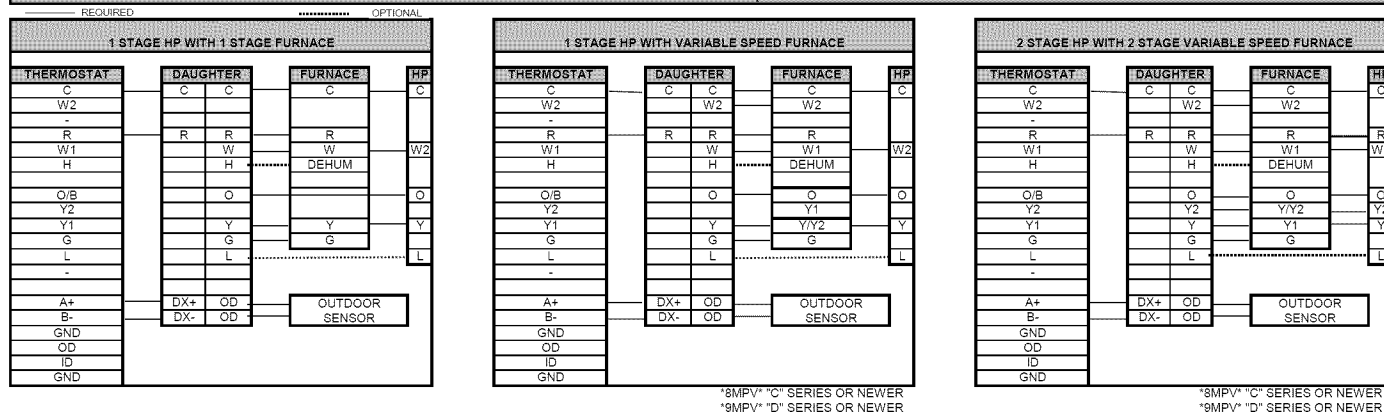 REQUIRED OPTIONAL
1 STAGE HP WITH 1 STAGE FURNACE
THERMOSTAT DAUGHTER FURNACE HP
C C C C C
W2
-
R R R R
W1 W W W2
H H DEHUM
O/B O O
Y2
Y1 Y Y Y
G G G
L L L
-
A+ DX+ OD OUTDOOR
B- DX- OD SENSOR
GND
OD
ID
GND
1 STAGE HP WITH VARIABLE SPEED FURNACE
THERMOSTAT DAUGHTER FURNACE HP
C C C C C
W2 W2 W2
-
R R R R
W1 W W1 W2
H H DEHUM
O/B O O O
Y2 Y1
Y1 Y Y/Y2 Y
G G G
L L L
-
A+ DX+ OD OUTDOOR
B- DX- OD SENSOR
GND
OD
ID
GND
*8MPV* "C" SERIES OR NEWER
*9MPV* "D" SERIES OR NEWER
2 STAGE HP WITH 2 STAGE VARIABLE SPEED FURNACE
THERMOSTAT DAUGHTER FURNACE
C C C C
W2 W2 W2
-
R R R R
W1 W W1
H H DEHUM
O/B O O
Y2 Y2 Y/Y2
Y1 Y Y1
G G G
L L L
-
A+ DX+ OD OUTDOOR
B- DX- OD SENSOR
GND
OD
ID
GND
*8MPV* "C" SERIES OR NEWER
*9MPV* "D" SERIES OR NEWER